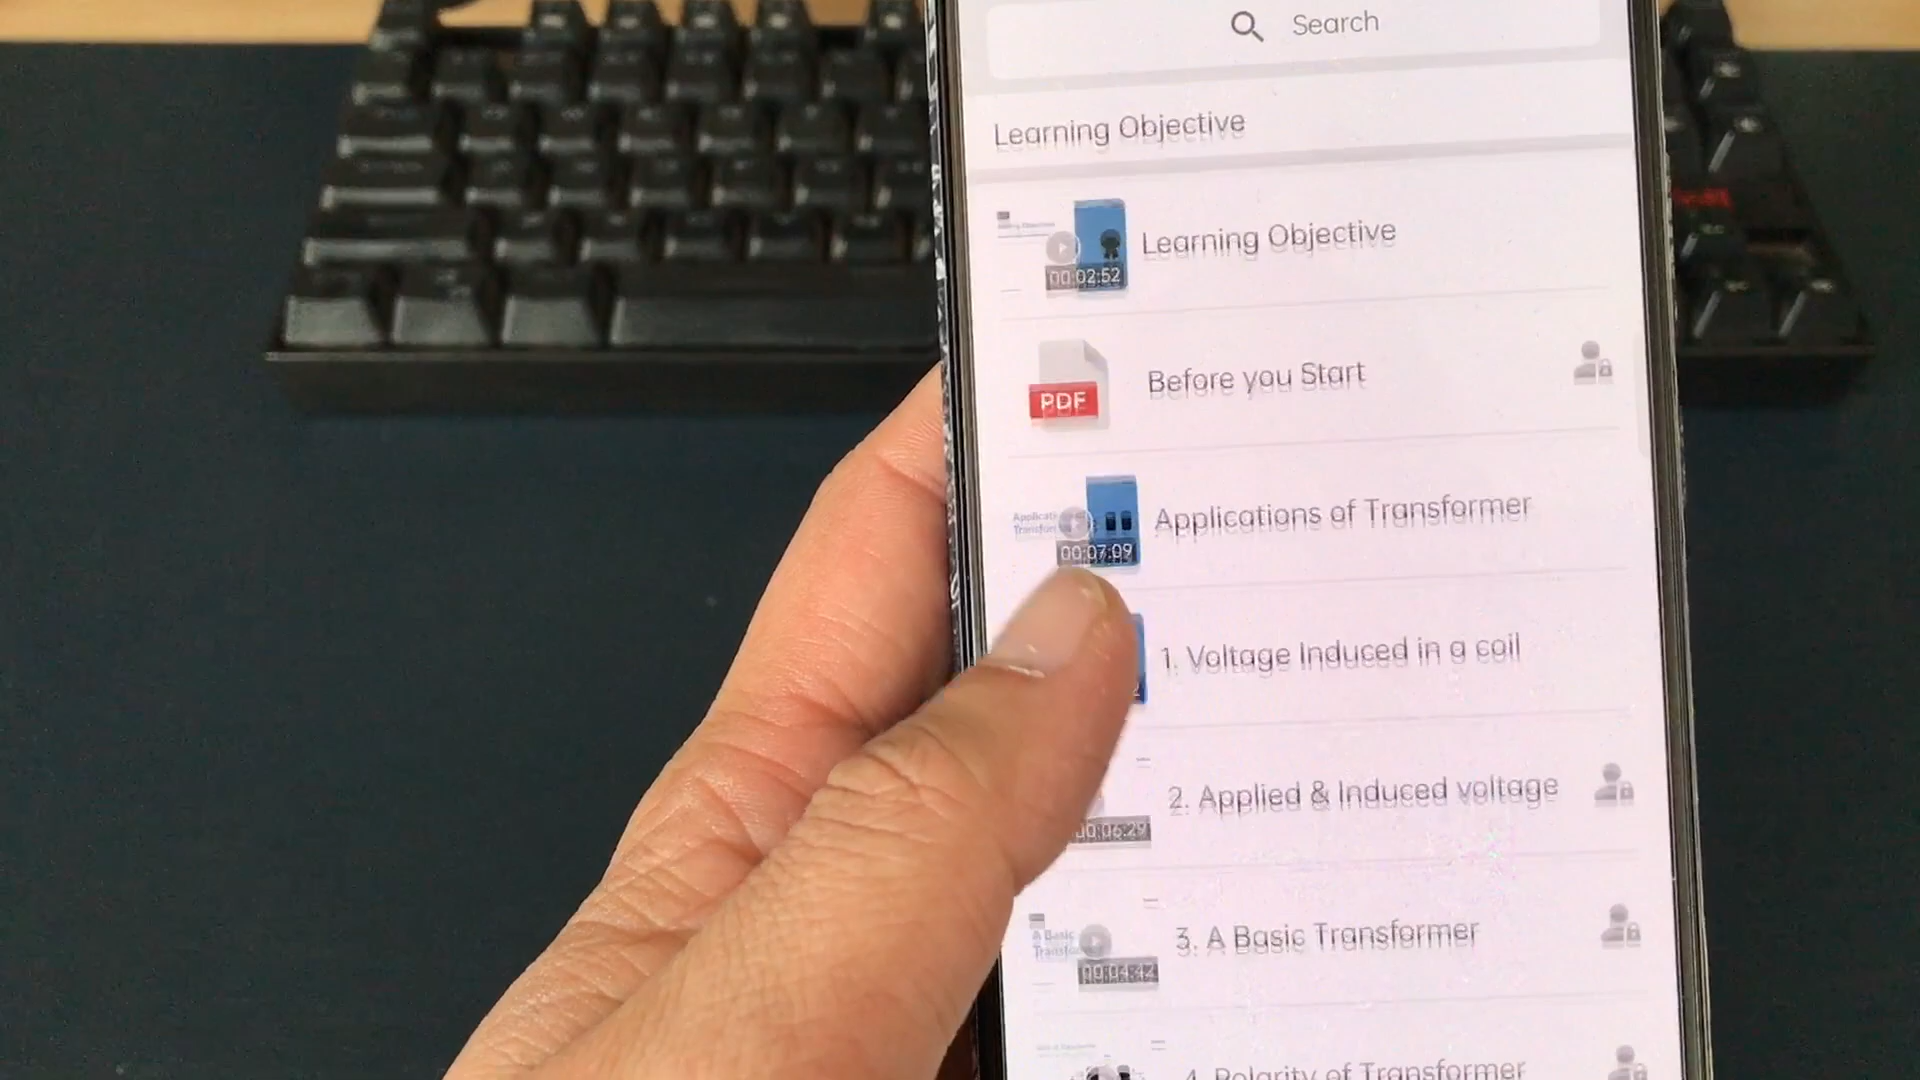 Search
Learning Objective
Learning Objective
00:02:52
Before you Start
PDF
Applications of Transformer
00:07:09
1. Voltage Induced in a coil
2. Applied & Induced voltage
00:06:29
3. A Basic Transformer
A Basic
00:04:42
4. Polarity of Transformer